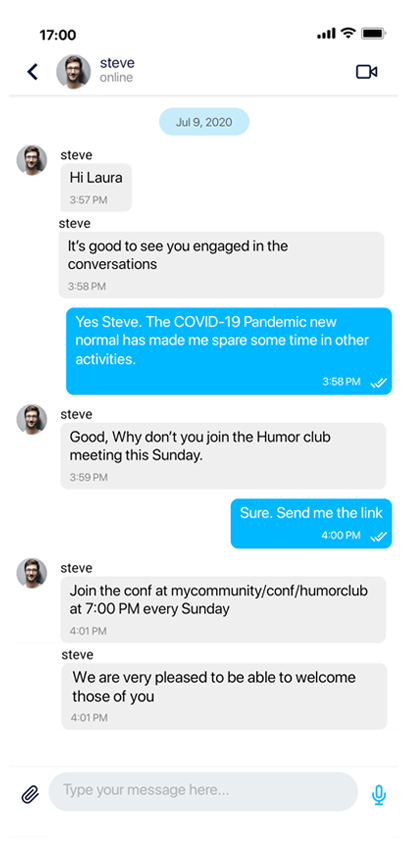 17:00
steve
online
Jul 9, 2020
steve
Hi Laura
3:57 PM
steve
It's good to see you engaged in the
conversations
3:58 PM
Yes Steve. The COVID-19 Pandemic new
normal has made me spare some time in other
activities.
3:58 PM
steve
Good, Why don't you join the Humor club
meeting this Sunday.
3:59 PM
Sure. Send me the link
4:00 PM
steve
Join the conf at mycommunity/conf/humorclub
at 7:00 PM every Sunday
4:01 PM
steve
We are very pleased to be able to welcome
those of you
4:01 PM
Type your message here...